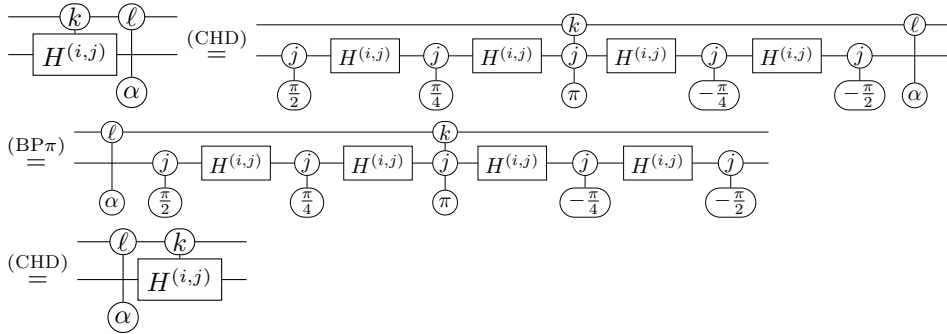 k ℓ (CHD) k ℓ
H^{(i,j)} = j H^{(i,j)} j H^{(i,j)} j H^{(i,j)} j H^{(i,j)} j
α π/2 π/4 π −π/4 −π/2 α
(BPπ) ℓ k
= j H^{(i,j)} j H^{(i,j)} j H^{(i,j)} j H^{(i,j)} j
α π/2 π/4 π −π/4 −π/2
(CHD) ℓ k
= H^{(i,j)}
α